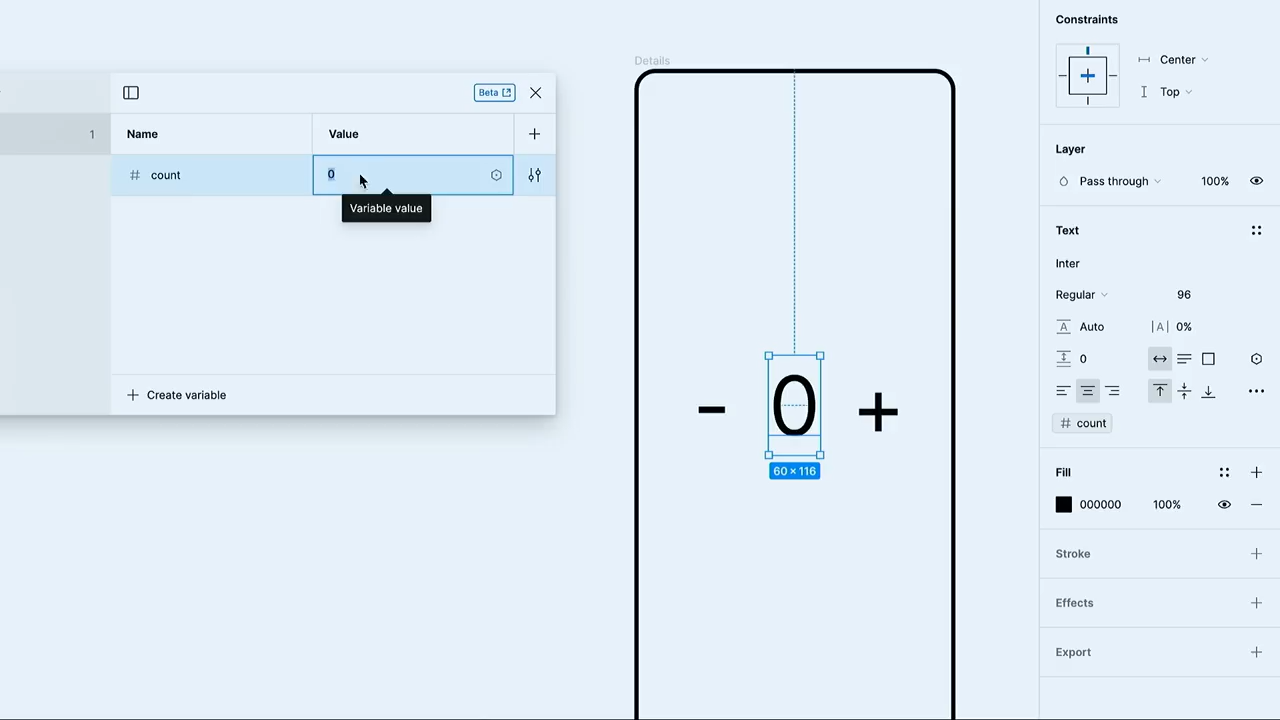 Beta
1
Name
Value
count
0
Variable value
Create variable
Details
- 0 +
60 × 116
Constraints
Center
Top
Layer
Pass through
100%
Text
Inter
Regular
96
Auto
|A| 0%
0
count
Fill
000000
100%
Stroke
Effects
Export